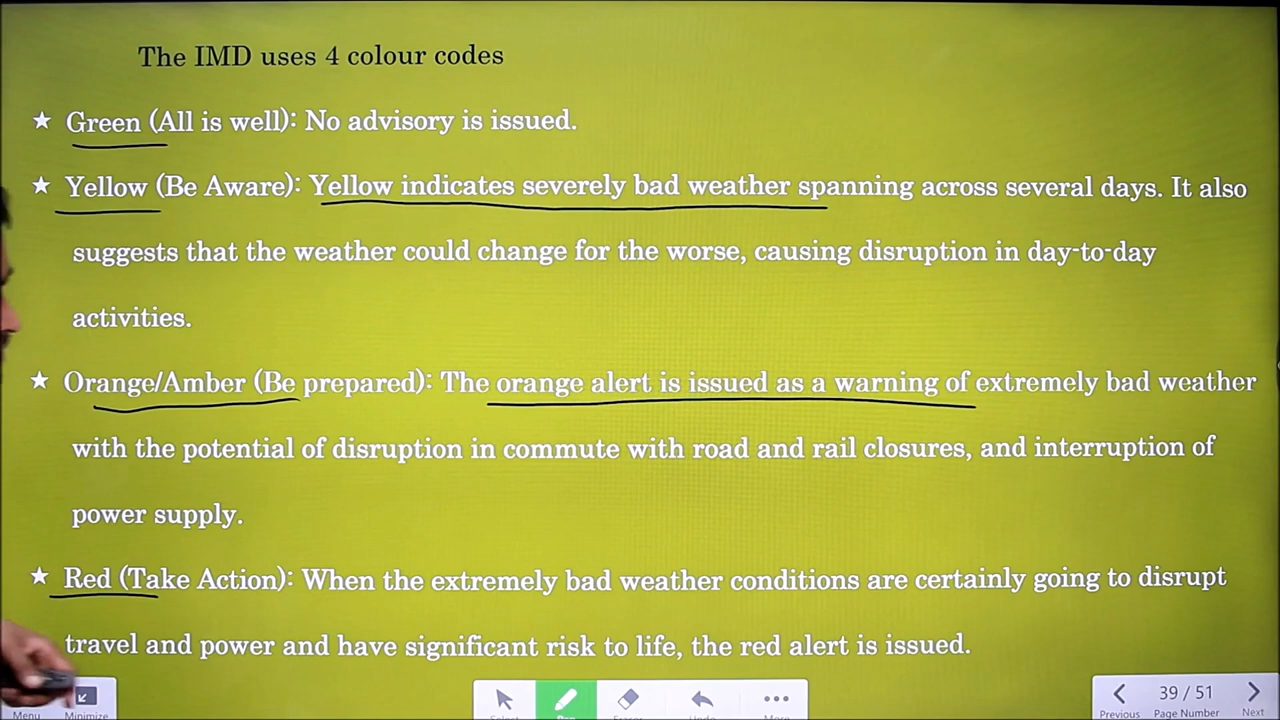 The IMD uses 4 colour codes
★ Green (All is well): No advisory is issued.
★ Yellow (Be Aware): Yellow indicates severely bad weather spanning across several days. It also
suggests that the weather could change for the worse, causing disruption in day-to-day
activities.
★ Orange/Amber (Be prepared): The orange alert is issued as a warning of extremely bad weather
with the potential of disruption in commute with road and rail closures, and interruption of
power supply.
★ Red (Take Action): When the extremely bad weather conditions are certainly going to disrupt
travel and power and have significant risk to life, the red alert is issued.
39 / 51
Menu Minimize Select Pen Eraser Undo More Previous Page Number Next